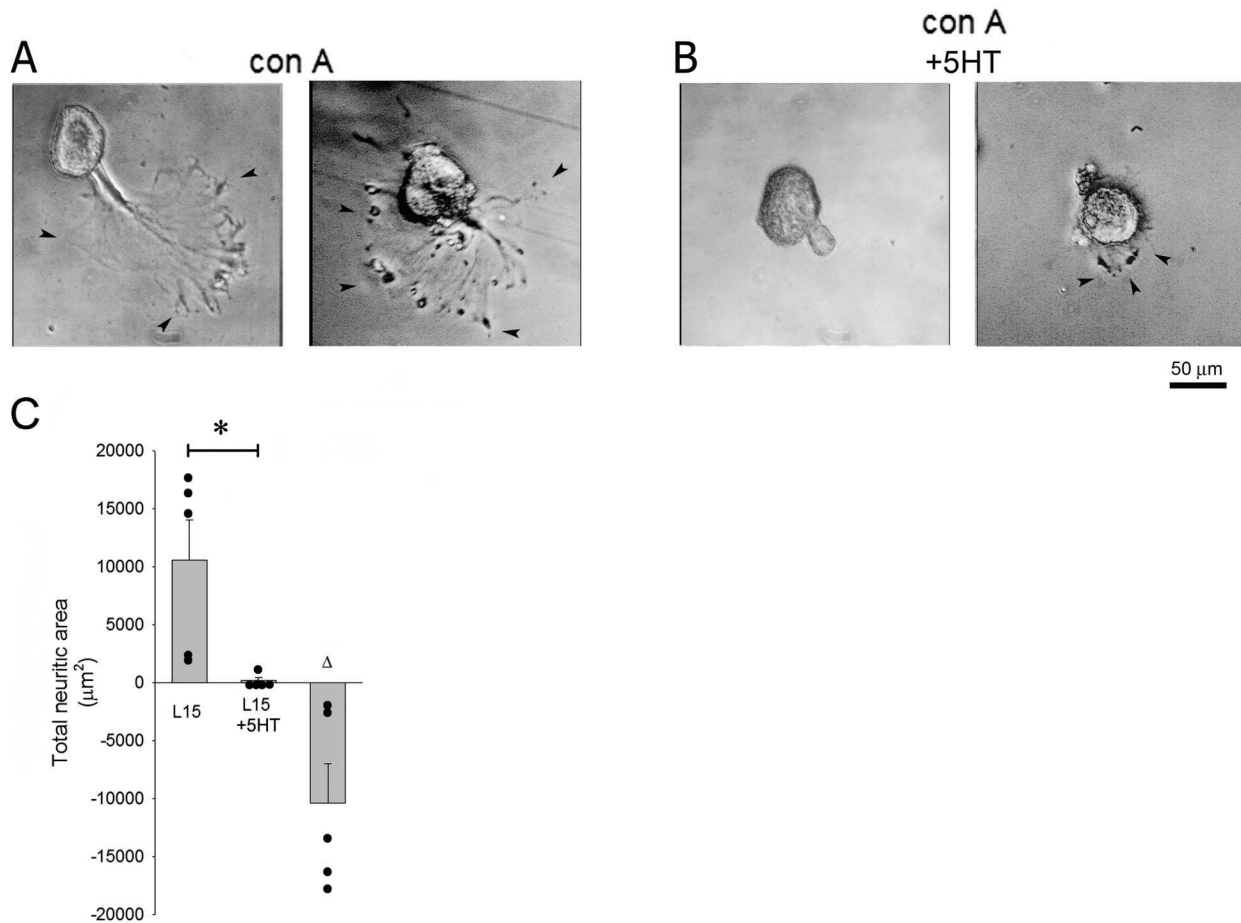 A
con A
B
con A
+5HT
50 μm
C
*
20000
15000
10000
5000
0
-5000
-10000
-15000
-20000
Total neuritic area
(μm²)
L15
L15
+5HT
Δ